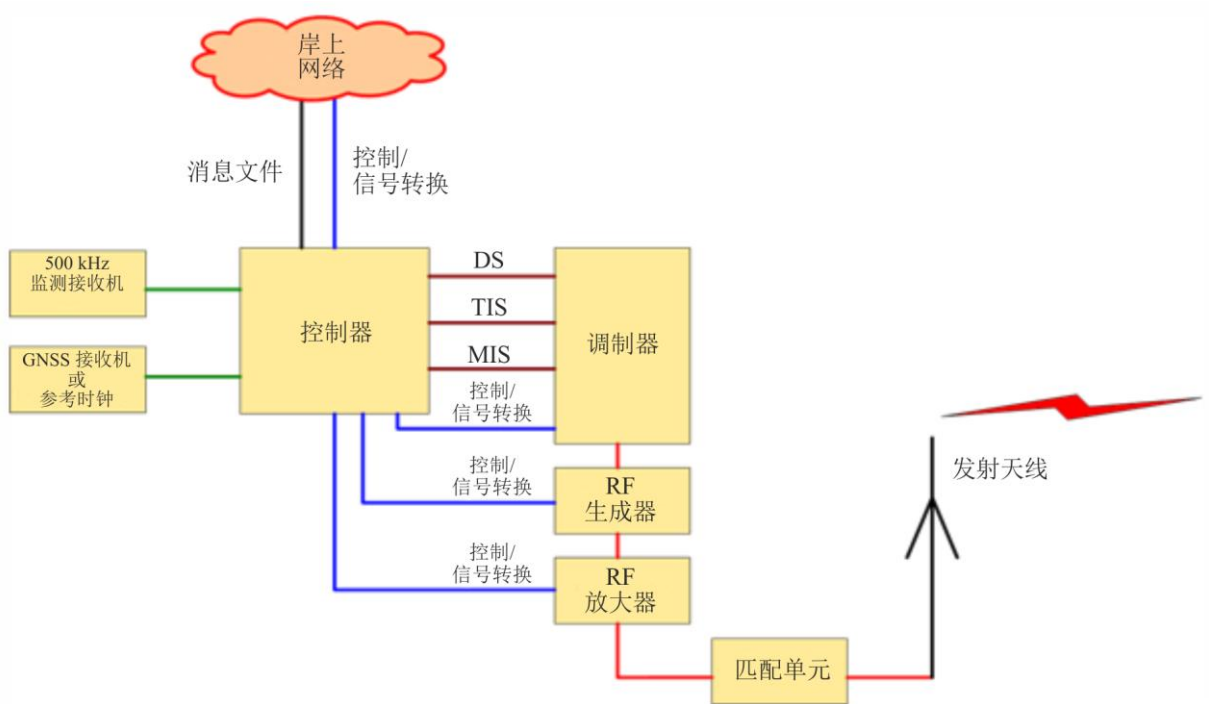 岸上
网络
消息文件
控制/
信号转换
500 kHz
监测接收机
GNSS 接收机
或
参考时钟
控制器
DS
TIS
MIS
控制/
信号转换
调制器
控制/
信号转换
RF
生成器
控制/
信号转换
RF
放大器
匹配单元
发射天线